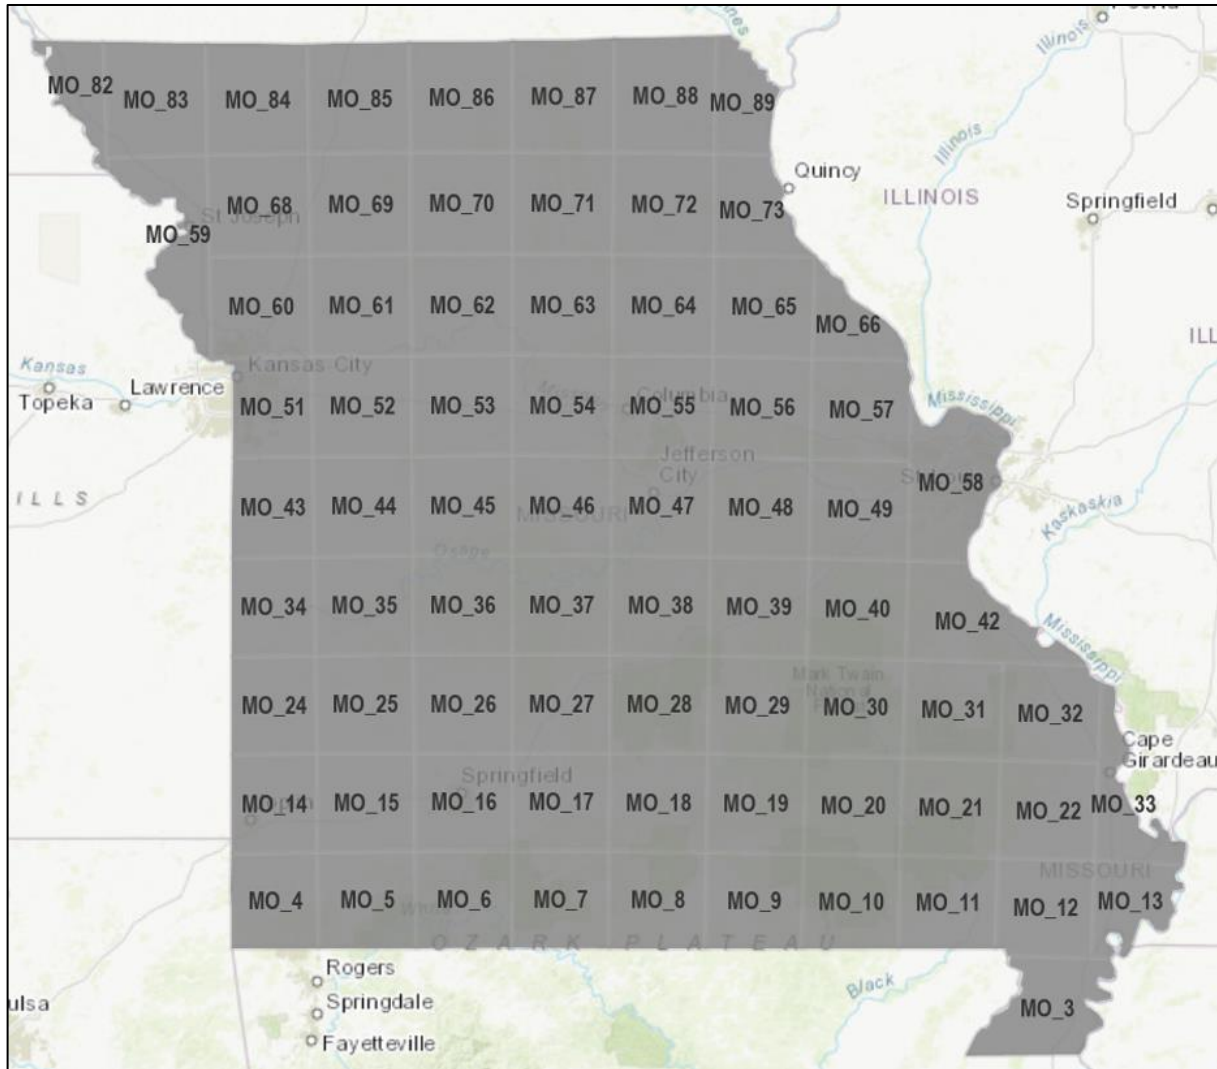 Illinois
MO_82 MO_83 MO_84 MO_85 MO_86 MO_87 MO_88 MO_89
Illinois
Quincy
ILLINOIS
Springfield
MO_68 MO_69 MO_70 MO_71 MO_72 MO_73
St Joseph
MO_59
MO_60 MO_61 MO_62 MO_63 MO_64 MO_65 MO_66
ILL
Kansas
Kansas City
Topeka
Lawrence
Mississippi
MO_51 MO_52 MO_53 MO_54 MO_55 MO_56 MO_57
Columbia
Jefferson
City
MO_58
ILLS
MO_43 MO_44 MO_45 MO_46 MO_47 MO_48 MO_49
MISSOURI
Kaskaskia
Osage
MO_34 MO_35 MO_36 MO_37 MO_38 MO_39 MO_40 MO_42
Mississippi
Mark Twain
National
MO_24 MO_25 MO_26 MO_27 MO_28 MO_29 MO_30 MO_31 MO_32
Cape
Girardeau
Springfield
MO_14 MO_15 MO_16 MO_17 MO_18 MO_19 MO_20 MO_21 MO_22 MO_33
MISSOURI
MO_4 MO_5 MO_6 MO_7 MO_8 MO_9 MO_10 MO_11 MO_12 MO_13
White
OZARK PLATEAU
Rogers
Black
ulsa
Springdale
MO_3
Fayetteville